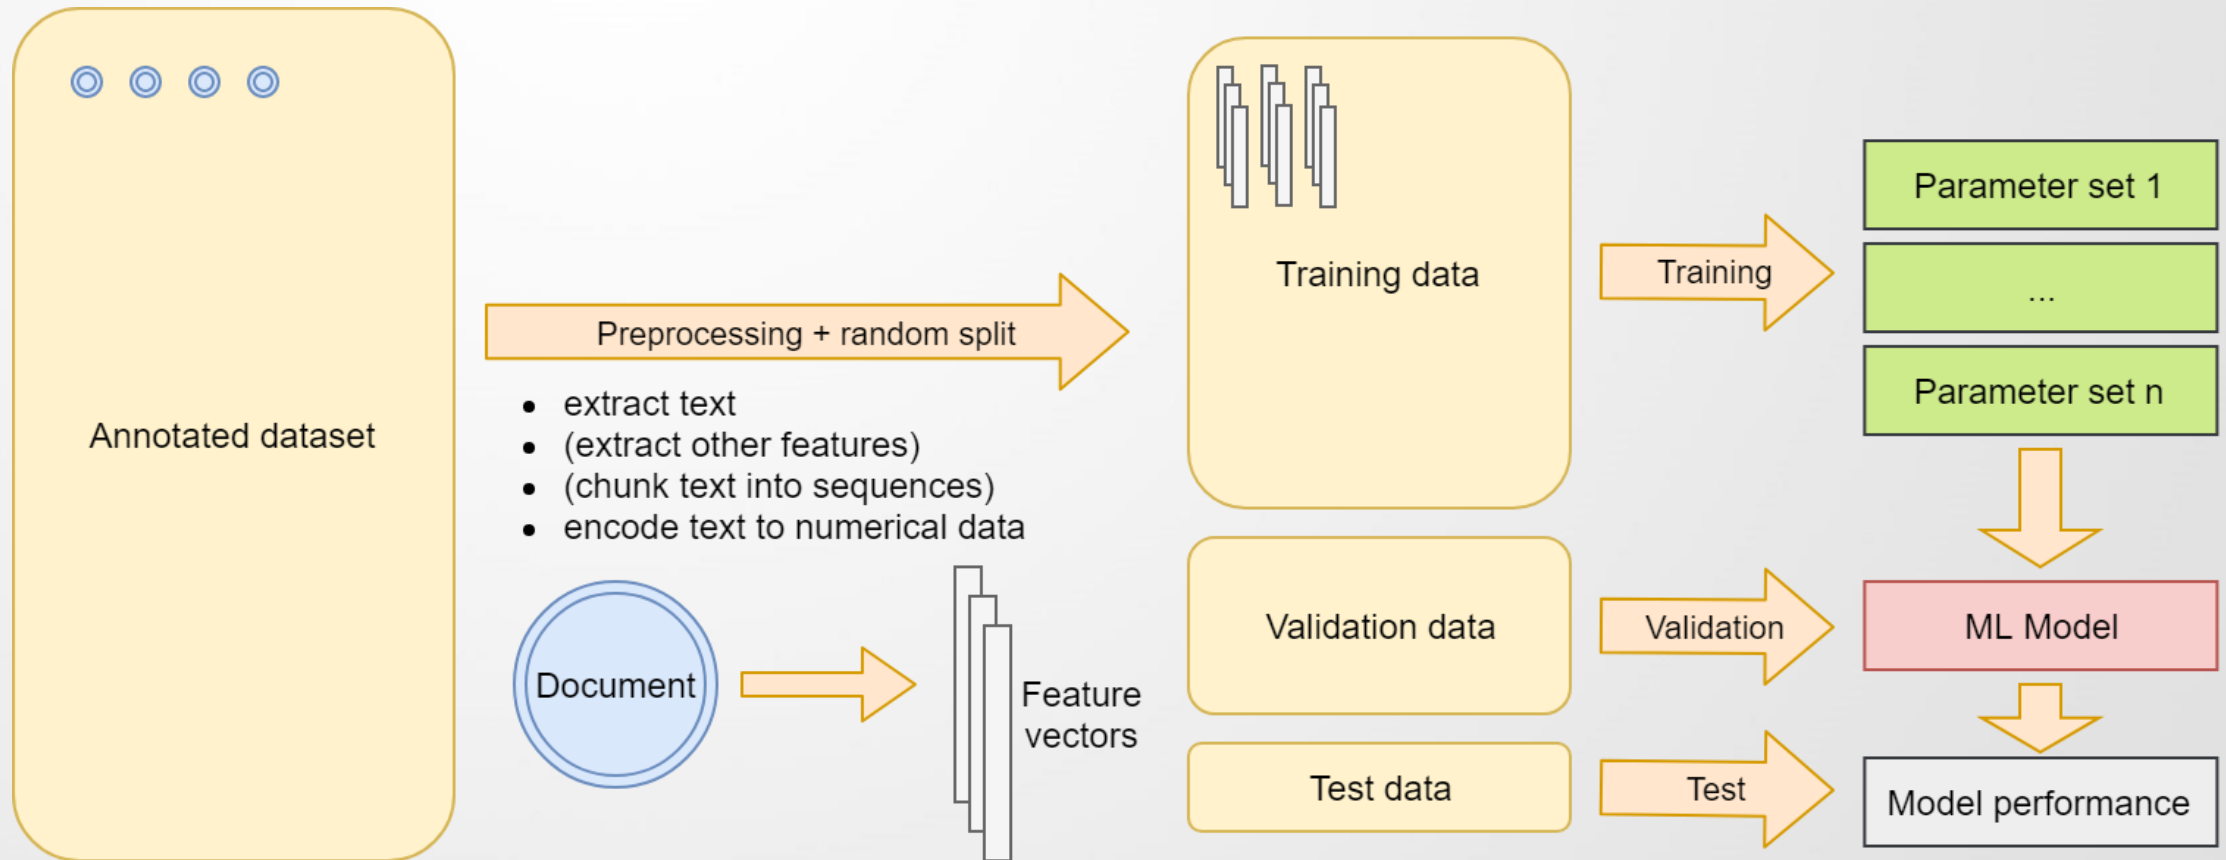 Annotated dataset
Preprocessing + random split
• extract text
• (extract other features)
• (chunk text into sequences)
• encode text to numerical data
Document
Feature
vectors
Training data
Validation data
Test data
Training
Validation
Test
Parameter set 1
...
Parameter set n
ML Model
Model performance